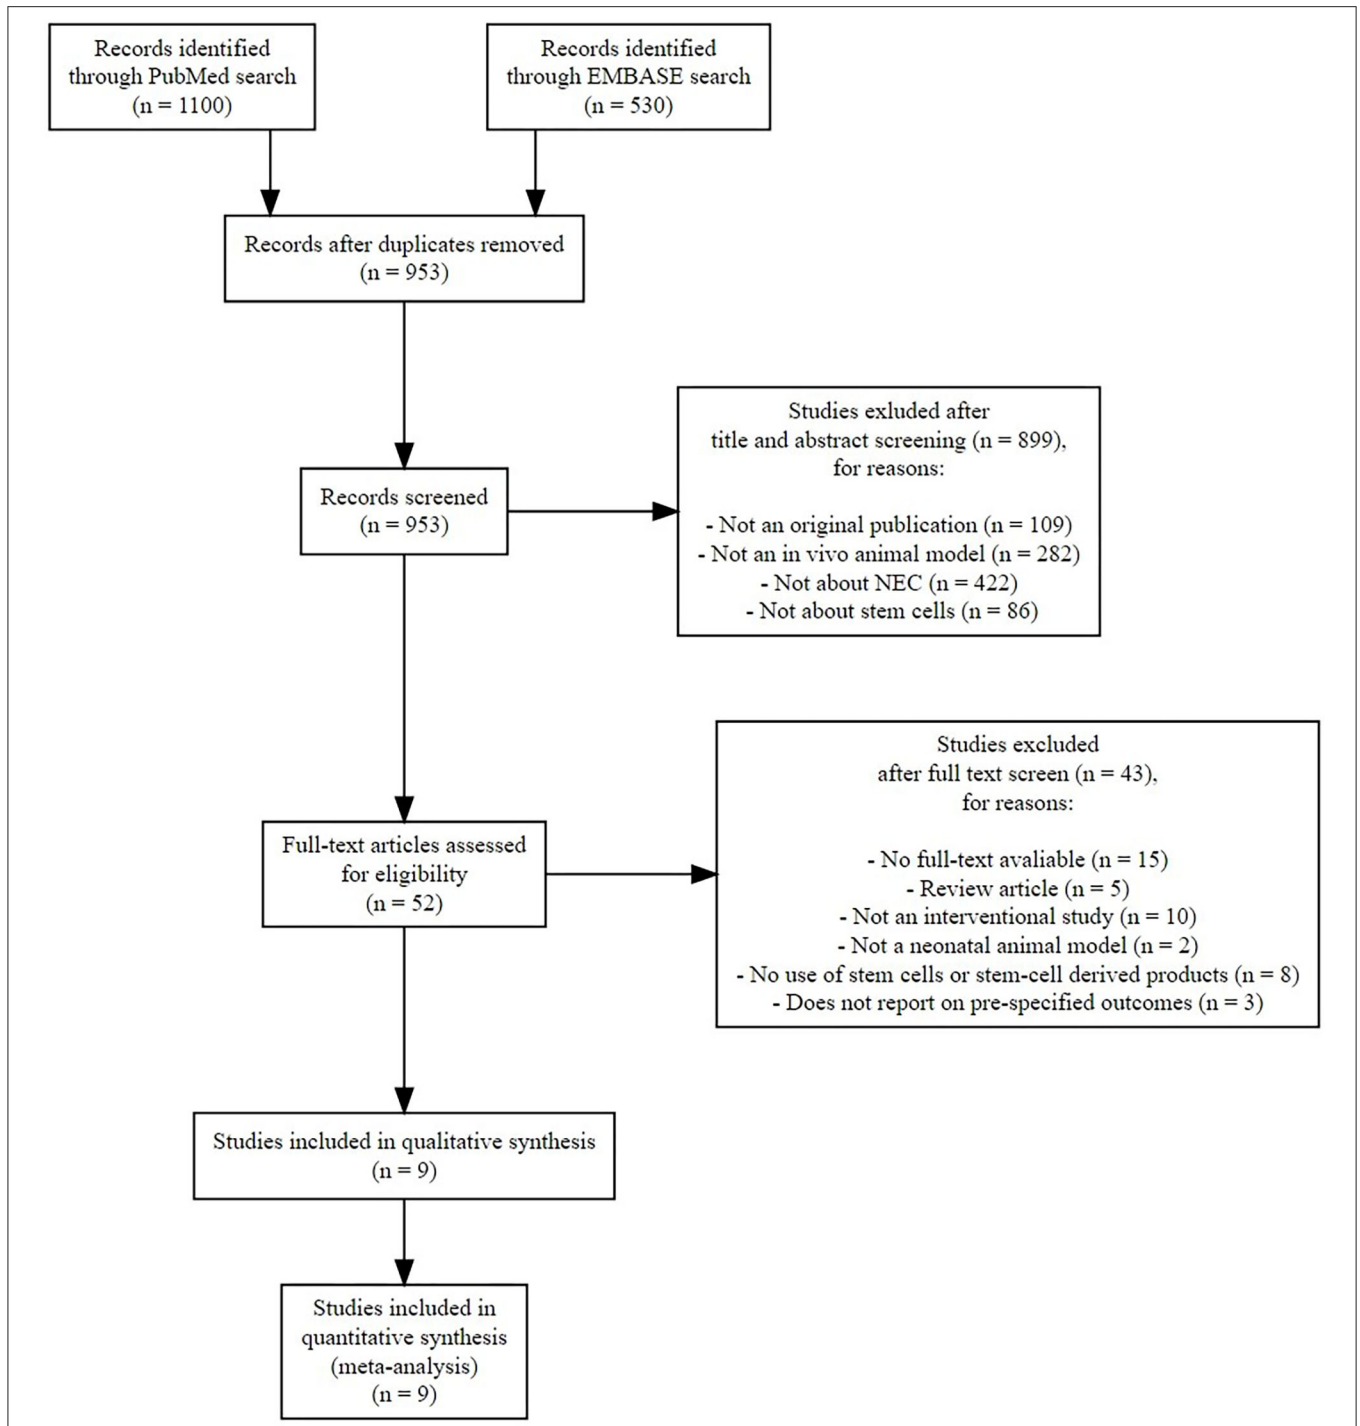 Records identified
through PubMed search
(n = 1100)
Records identified
through EMBASE search
(n = 530)
Records after duplicates removed
(n = 953)
Studies exluded after
title and abstract screening (n = 899),
for reasons:
- Not an original publication (n = 109)
- Not an in vivo animal model (n = 282)
- Not about NEC (n = 422)
- Not about stem cells (n = 86)
Records screened
(n = 953)
Studies excluded
after full text screen (n = 43),
for reasons:
- No full-text avaliable (n = 15)
- Review article (n = 5)
- Not an interventional study (n = 10)
- Not a neonatal animal model (n = 2)
- No use of stem cells or stem-cell derived products (n = 8)
- Does not report on pre-specified outcomes (n = 3)
Full-text articles assessed
for eligibility
(n = 52)
Studies included in qualitative synthesis
(n = 9)
Studies included in
quantitative synthesis
(meta-analysis)
(n = 9)